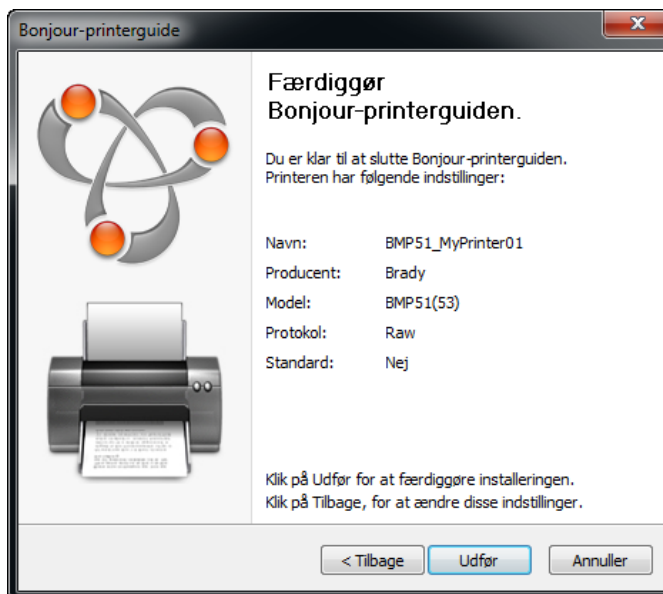 Bonjour-printerguide
Færdiggør
Bonjour-printerguiden.
Du er klar til at slutte Bonjour-printerguiden.
Printeren har følgende indstillinger:
Navn: BMP51_MyPrinter01
Producent: Brady
Model: BMP51(53)
Protokol: Raw
Standard: Nej
Klik på Udfør for at færdiggøre installeringen.
Klik på Tilbage, for at ændre disse indstillinger.
< Tilbage Udfør Annuller